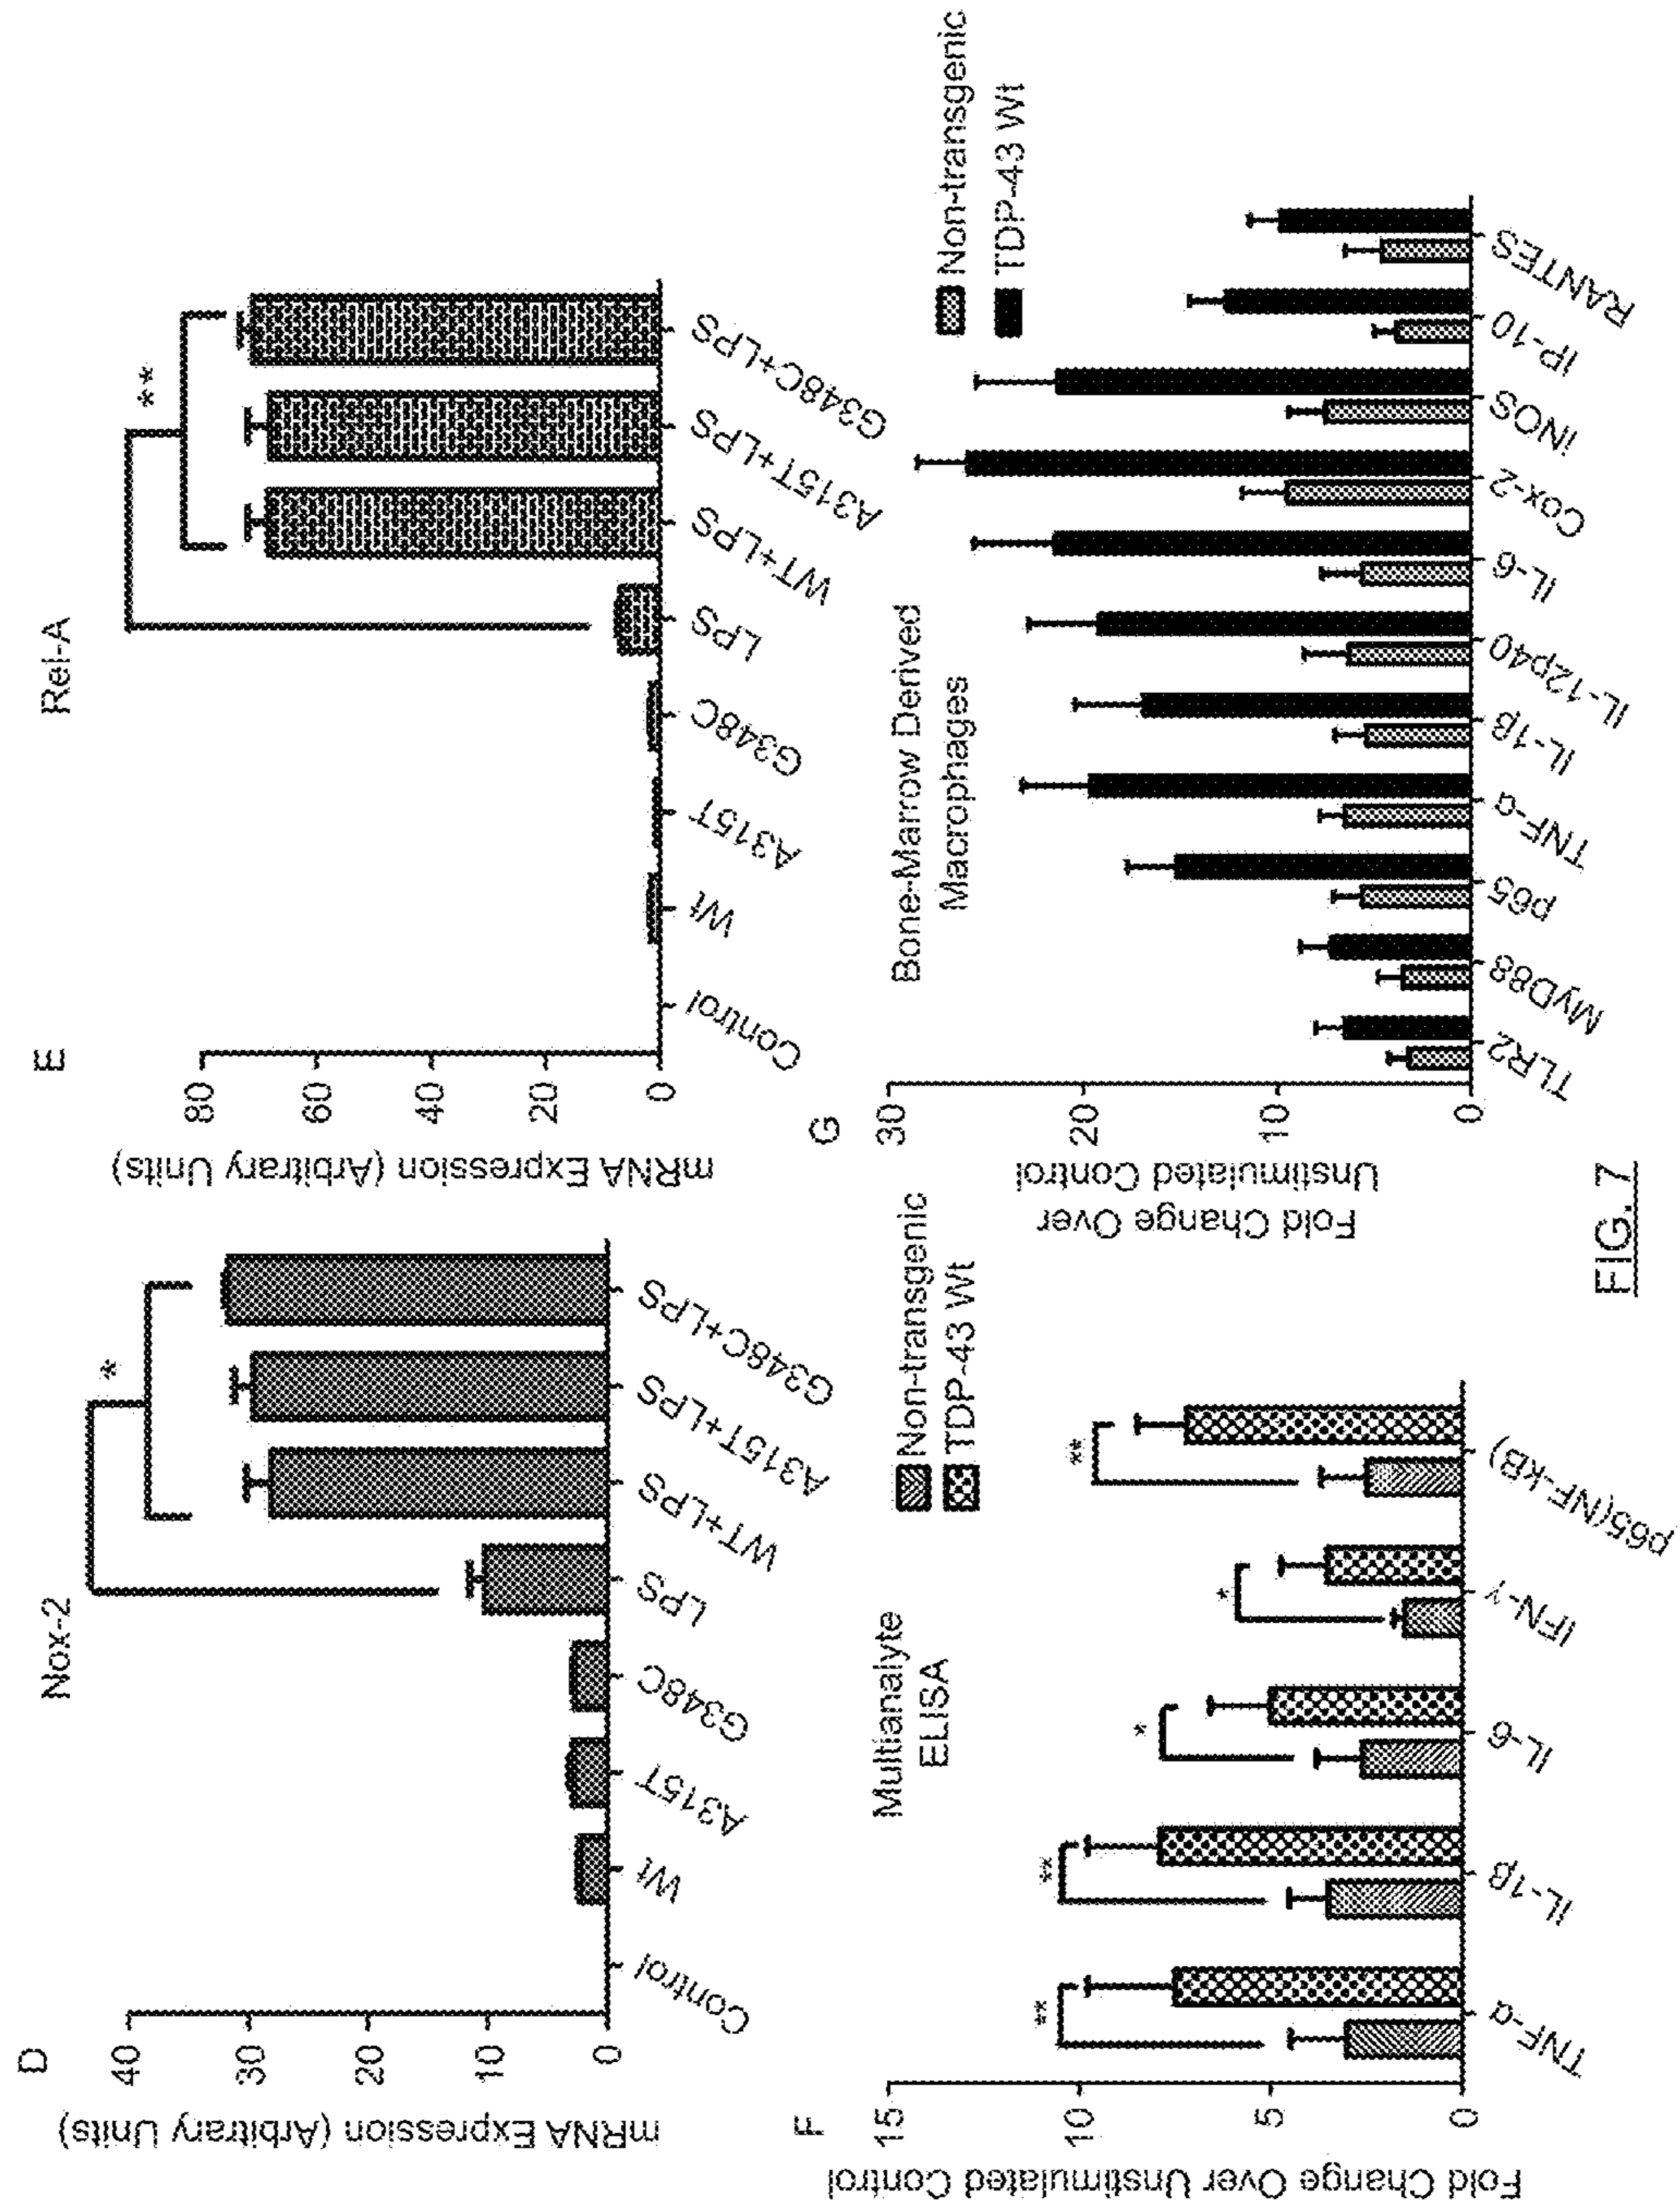 D
Nox-2
mRNA Expression (Arbitrary Units)
40
30
20
10
0
Control
Wt
A315T
G348C
LPS
WT+LPS
A315T+LPS
G348C+LPS
*
E
Rel-A
mRNA Expression (Arbitrary Units)
80
60
40
20
0
Control
Wt
A315T
G348C
LPS
WT+LPS
A315T+LPS
G348C+LPS
**
F
Multianalyte
ELISA
Non-transgenic
TDP-43 Wt
Fold Change Over Unstimulated Control
15
10
5
0
**
**
*
*
**
TNF-α
IL-1β
IL-6
IFN-γ
p65(NF-kB)
G
Bone-Marrow Derived
Macrophages
Non-transgenic
TDP-43 Wt
Fold Change Over
Unstimulated Control
30
20
10
0
TLR2
MyD88
p65
TNF-α
IL-1β
IL-12p40
IL-6
Cox-2
iNOS
IP-10
RANTES
FIG. 7